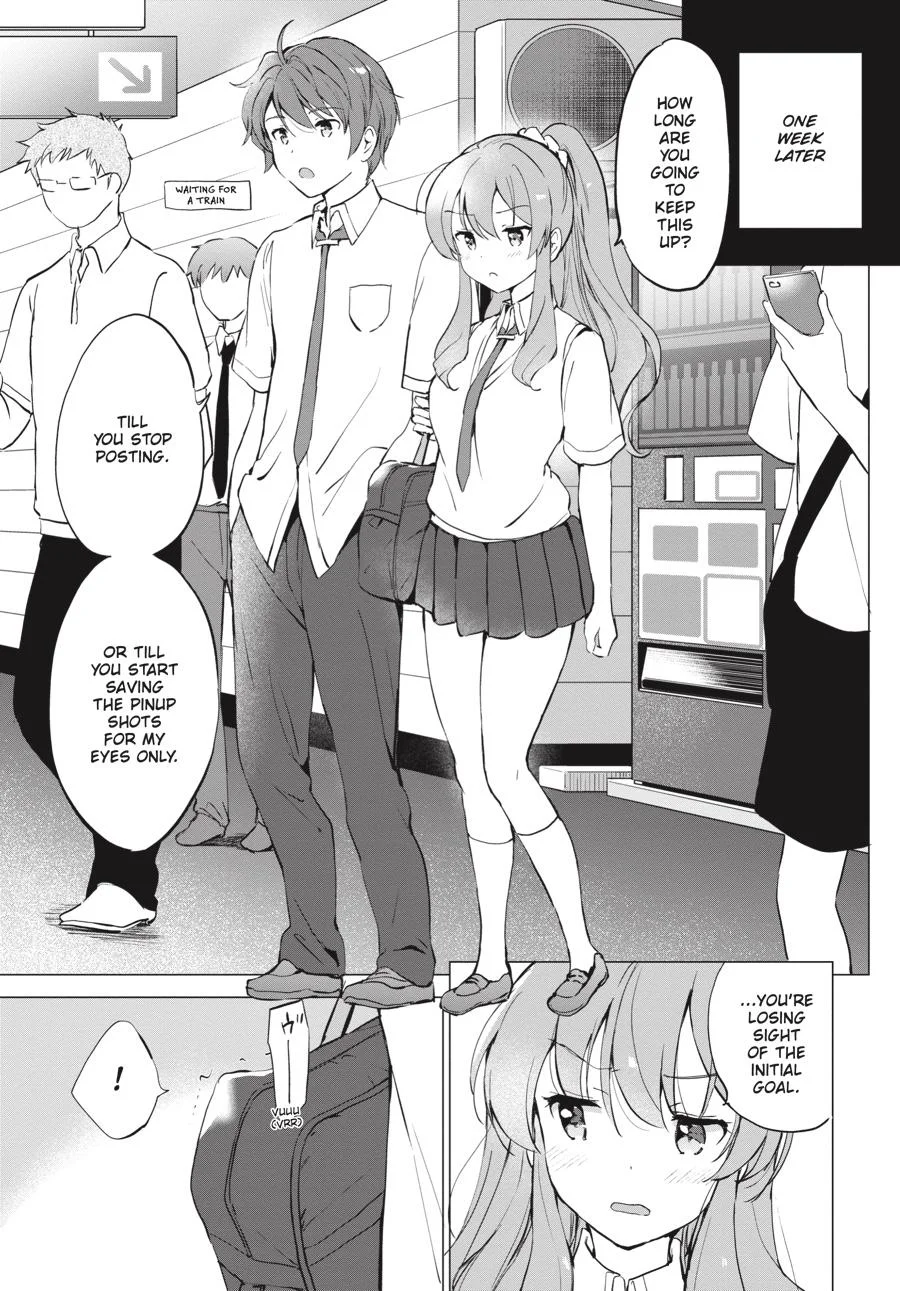 ONE
WEEK
LATER
HOW
LONG
ARE
YOU
GOING
TO
KEEP
THIS
UP?
WAITING FOR
A TRAIN
TILL
YOU STOP
POSTING.
OR TILL
YOU START
SAVING
THE PINUP
SHOTS
FOR MY
EYES ONLY.
...YOU'RE
LOSING
SIGHT
OF THE
INITIAL
GOAL.
ヴ"
VUUU
(VRR)
!